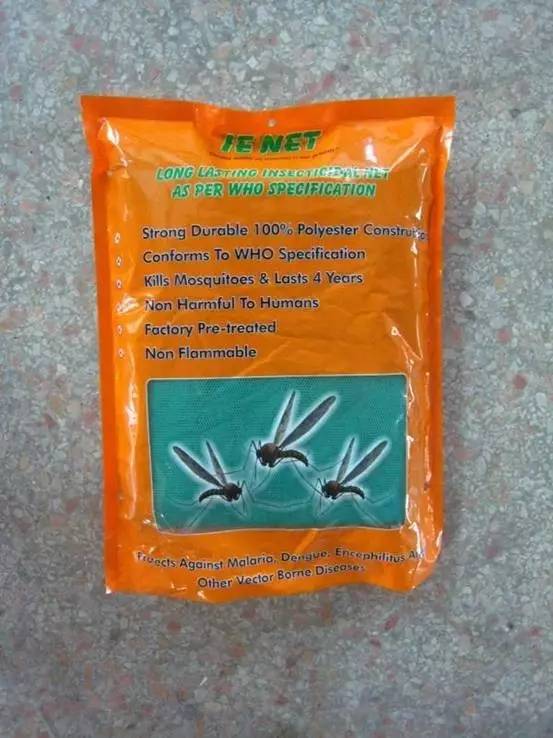 NET
LONG LASTING INSECTICIDAL NET
AS PER WHO SPECIFICATION
Strong Durable 100% Polyester
Conforms To WHO Specification
Kills Mosquitoes & Lasts 4 Years
Non Harmful To Humans
Factory Pre-treated
Non Flammable
Against Malaria, Dengue, Encephilitus
Other Vector Borne Diseases